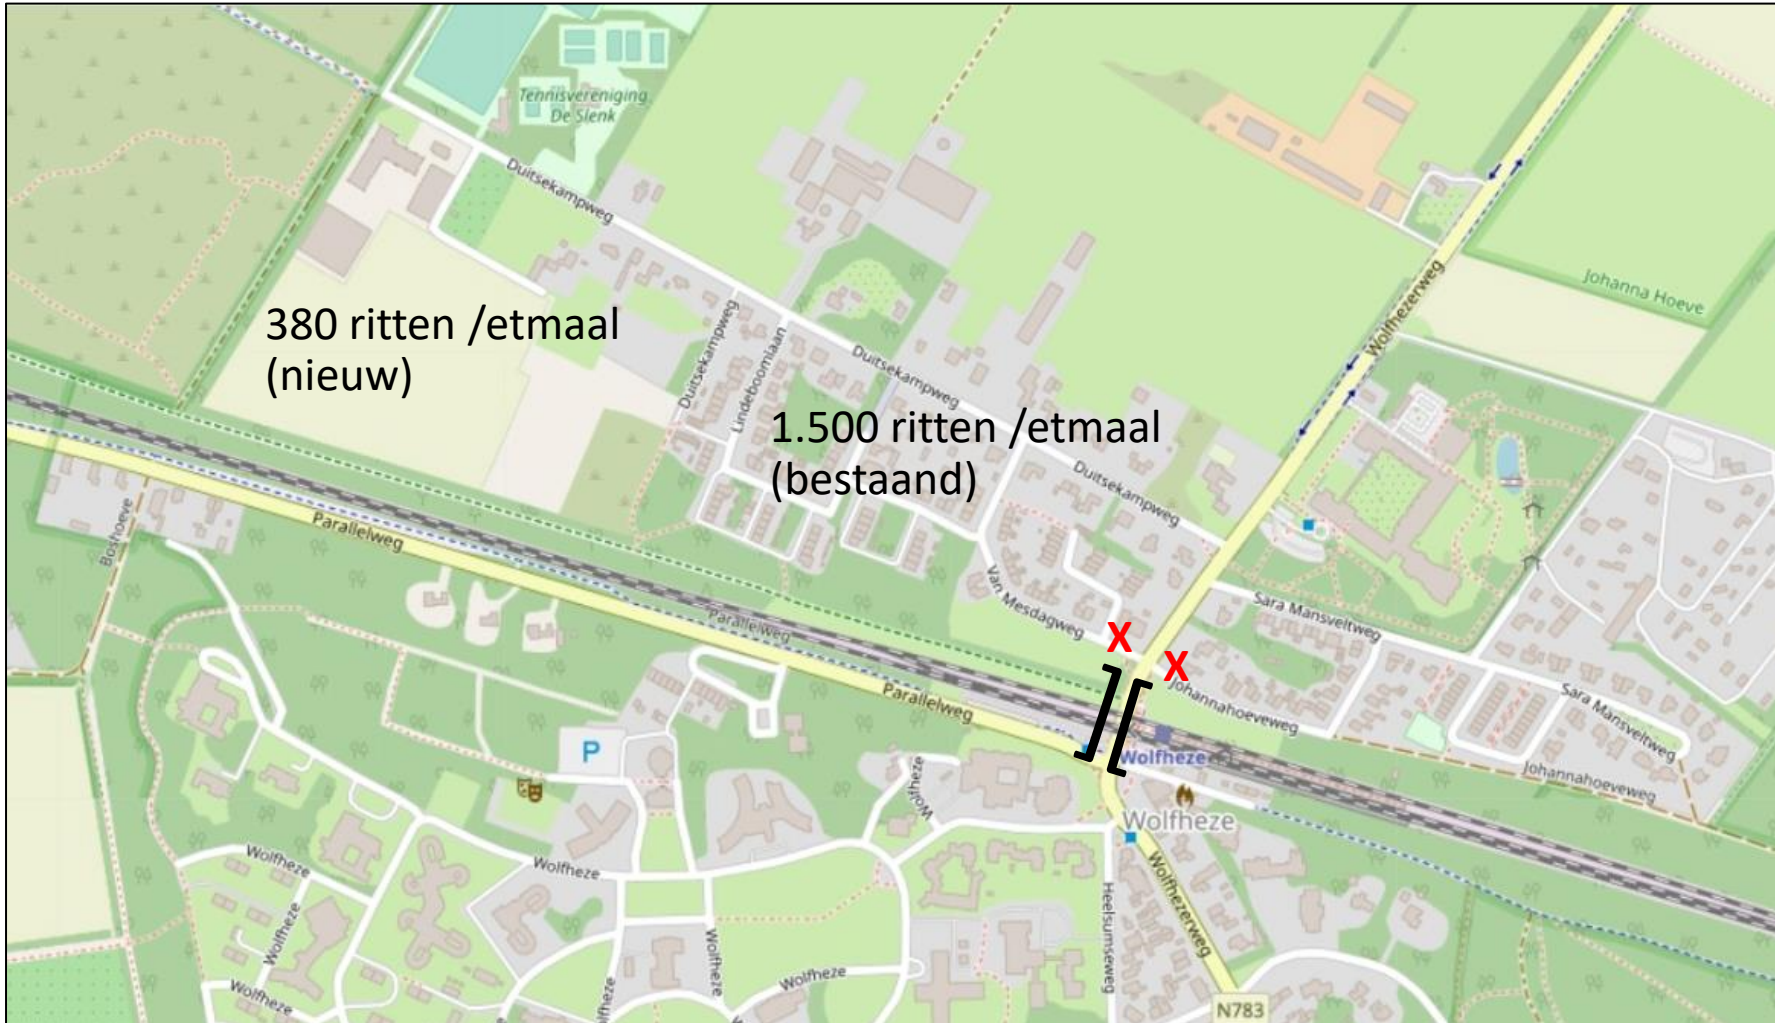 Tennisvereniging
De Slenk
Duitsekampweg
Johanna Hoeve
Wolfhezerweg
380 ritten /etmaal
(nieuw)
Duitsekampweg
Lindeboomlaan
Duitsekampweg
1.500 ritten /etmaal
(bestaand)
Duitsekampweg
Parallelweg
Boshoeve
Van Mesdagweg
Sara Mansveltweg
Parallelweg
X
X
Parallelweg
Johannahoeveweg
Sara Mansveltweg
P
Wolfheze
Johannahoeveweg
Wolfheze
Wolfheze
Wolfheze
Wolfheze
Wolfhezerweg
Heelsumseweg
Wolfheze
Wolfheze
Wolfheze
Wolfheze
Wolfheze
N783